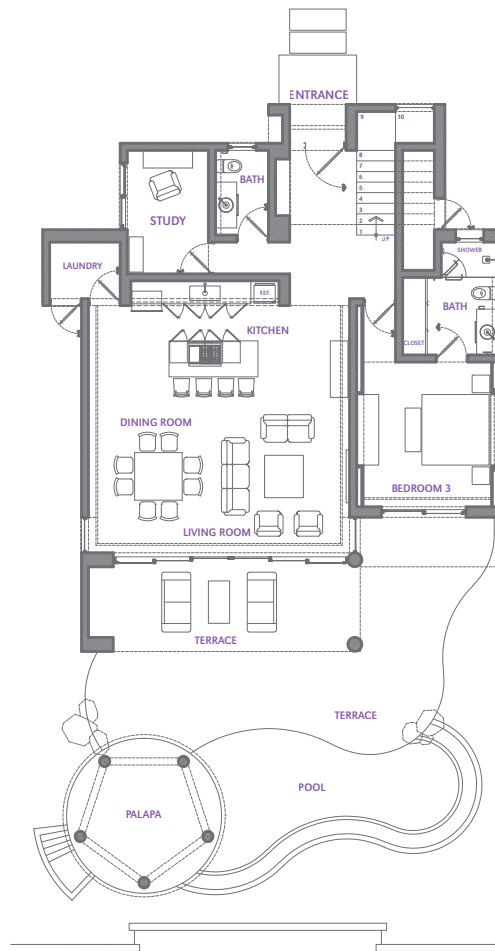 ENTRANCE
9
10
8
7
6
5
4
3
2
1
UP
BATH
STUDY
SHOWER
LAUNDRY
REF.
BATH
KITCHEN
CLOSET
DINING ROOM
BEDROOM 3
LIVING ROOM
TERRACE
TERRACE
POOL
PALAPA